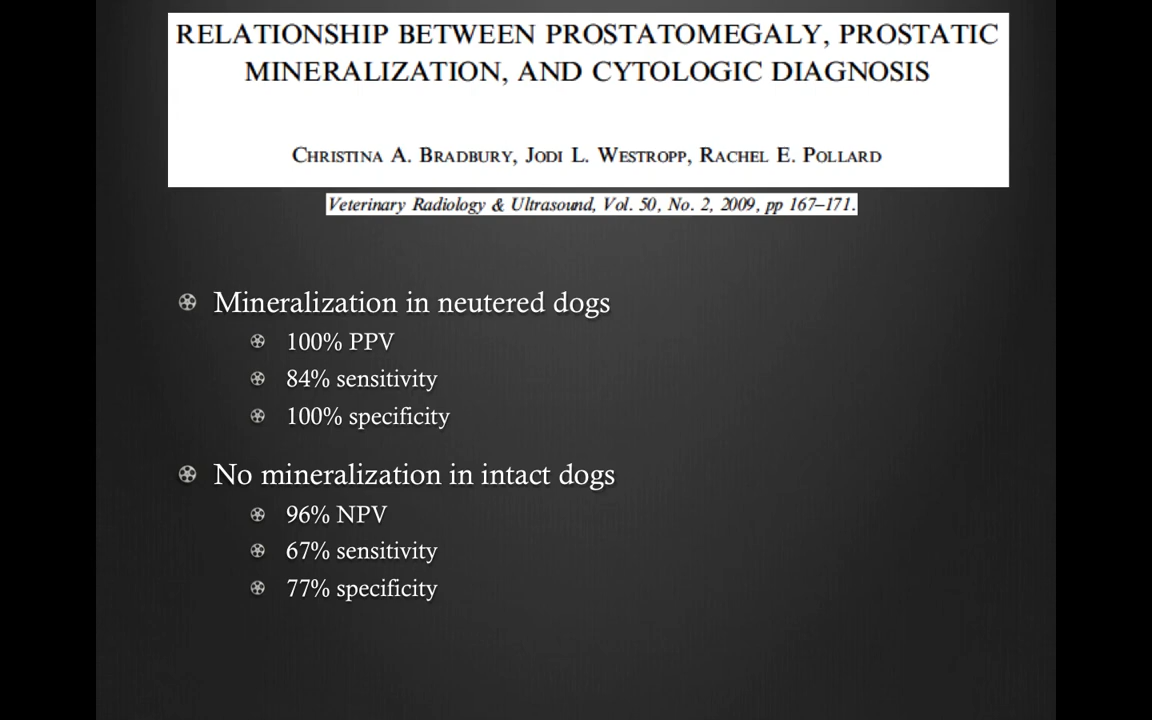 RELATIONSHIP BETWEEN PROSTATOMEGALY, PROSTATIC
MINERALIZATION, AND CYTOLOGIC DIAGNOSIS
CHRISTINA A. BRADBURY, JODI L. WESTROPP, RACHEL E. POLLARD
Veterinary Radiology & Ultrasound, Vol. 50, No. 2, 2009, pp 167–171.
Mineralization in neutered dogs
100% PPV
84% sensitivity
100% specificity
No mineralization in intact dogs
96% NPV
67% sensitivity
77% specificity